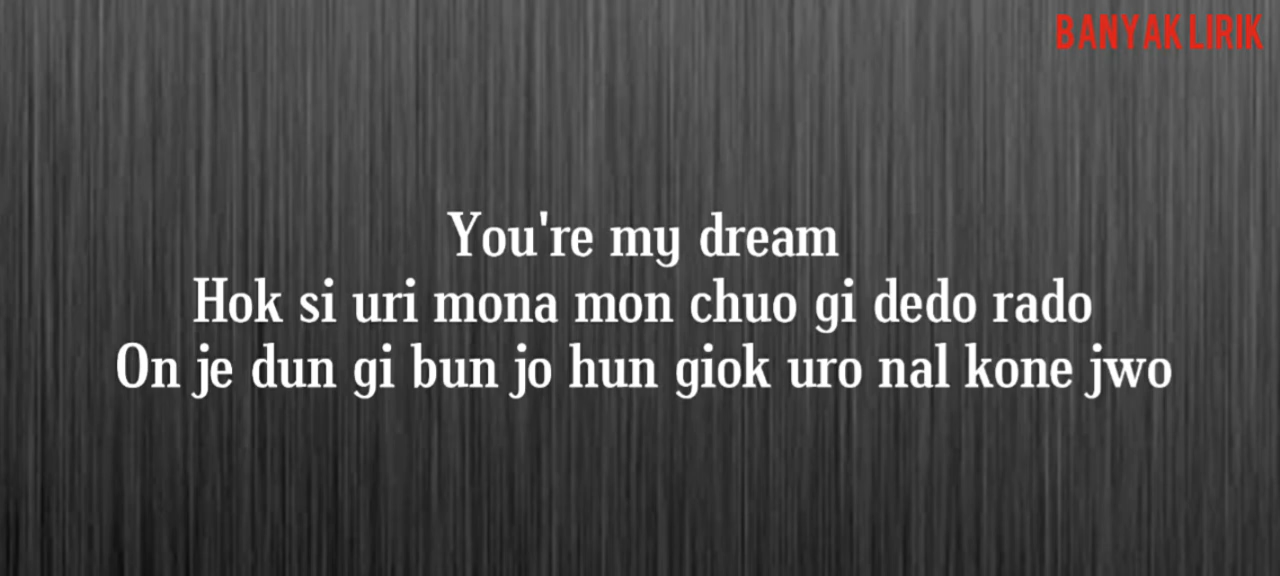 BANYAK LIRIK
You're my dream
Hok si uri mona mon chuo gi dedo rado
On je dun gi bun jo hun giok uro nal kone jwo